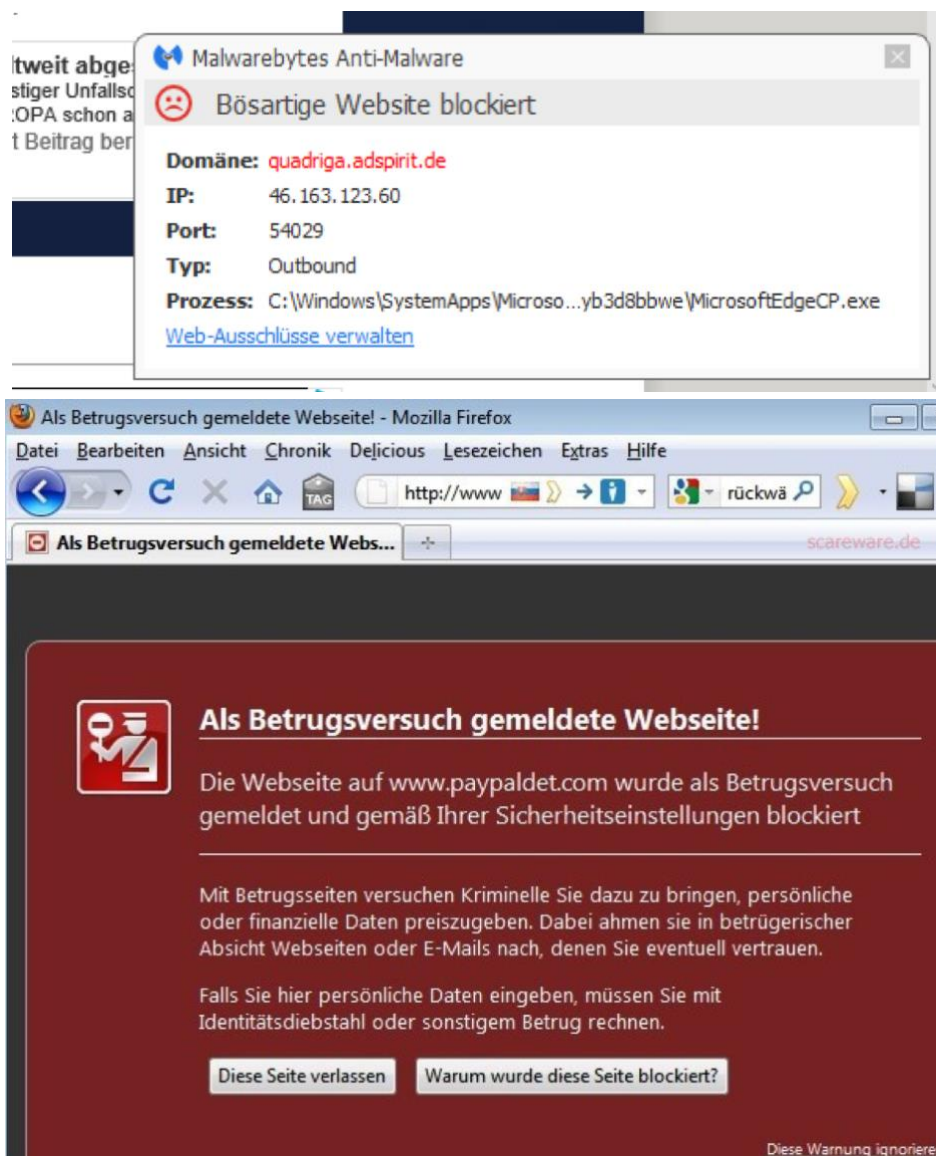 ltweit abge
stiger Unfallsc
OPA schon a
t Beitrag ber
Malwarebytes Anti-Malware
Bösartige Website blockiert
Domäne: quadriga.adspirit.de
IP: 46.163.123.60
Port: 54029
Typ: Outbound
Prozess: C:\Windows\SystemApps\Microso...yb3d8bbwe\MicrosoftEdgeCP.exe
Web-Ausschlüsse verwalten
Als Betrugsversuch gemeldete Webseite! - Mozilla Firefox
Datei Bearbeiten Ansicht Chronik Delicious Lesezeichen Extras Hilfe
TAG http://www rückwä
Als Betrugsversuch gemeldete Webs... scareware.de
Als Betrugsversuch gemeldete Webseite!
Die Webseite auf www.paypaldet.com wurde als Betrugsversuch
gemeldet und gemäß Ihrer Sicherheitseinstellungen blockiert
Mit Betrugsseiten versuchen Kriminelle Sie dazu zu bringen, persönliche
oder finanzielle Daten preiszugeben. Dabei ahmen sie in betrügerischer
Absicht Webseiten oder E-Mails nach, denen Sie eventuell vertrauen.
Falls Sie hier persönliche Daten eingeben, müssen Sie mit
Identitätsdiebstahl oder sonstigem Betrug rechnen.
Diese Seite verlassen Warum wurde diese Seite blockiert?
Diese Warnung ignoriere